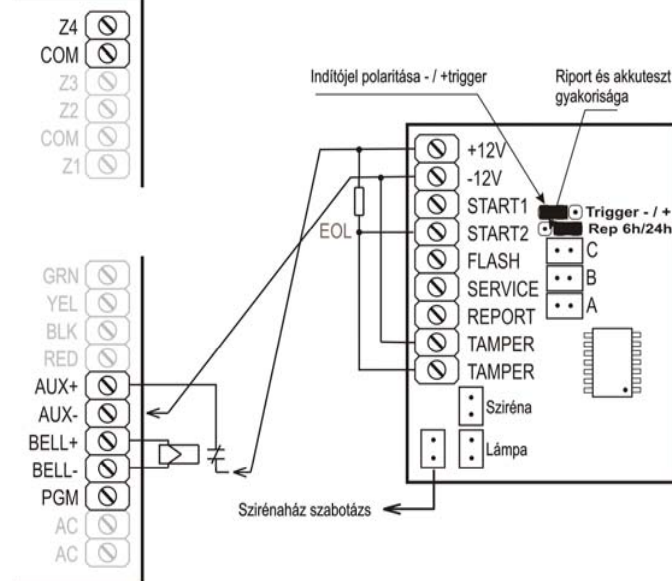 Z4
COM
Z3
Z2
COM
Z1
GRN
YEL
BLK
RED
AUX+
AUX-
BELL+
BELL-
PGM
AC
AC
Indítójel polaritása - / +trigger
Riport és akkuteszt
gyakorisága
EOL
+12V
-12V
START1
START2
FLASH
SERVICE
REPORT
TAMPER
TAMPER
Trigger - / +
Rep 6h/24h
C
B
A
Sziréna
Lámpa
Szirénaház szabotázs